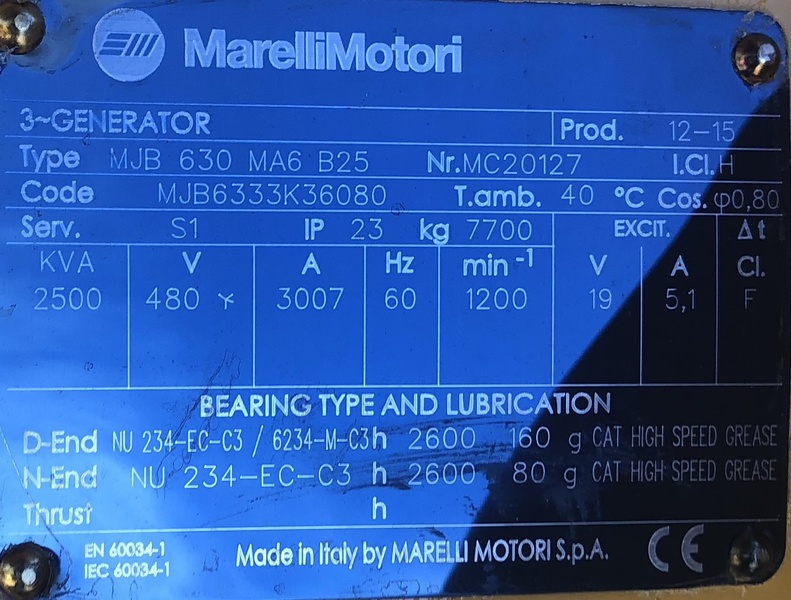 MarelliMotori
3~GENERATOR Prod. 12-15
Type MJB 630 MA6 B25 Nr. MC20127 I.Cl. H
Code MJB6333K36080 T.amb. 40 °C Cos. φ0,80
Serv. S1 IP 23 kg 7700 EXCIT. Δt
KVA V A Hz min⁻¹ V A Cl.
2500 480 Y 3007 60 1200 19 5,1 F
BEARING TYPE AND LUBRICATION
D-End NU 234-EC-C3 / 6234-M-C3 h 2600 160 g CAT HIGH SPEED GREASE
N-End NU 234-EC-C3 h 2600 80 g CAT HIGH SPEED GREASE
Thrust h
EN 60034-1
IEC 60034-1
Made in Italy by MARELLI MOTORI S.p.A. CE